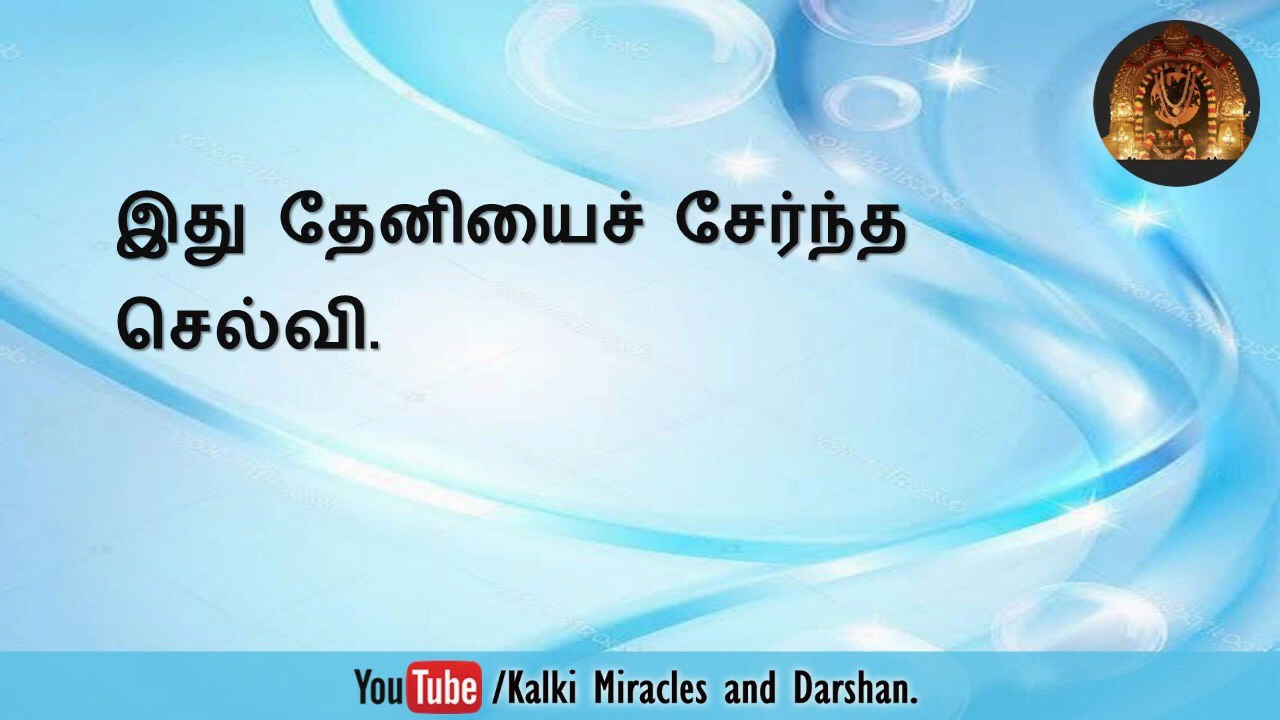 இது தேனியைச் சேர்ந்த
செல்வி.
YouTube /Kalki Miracles and Darshan.